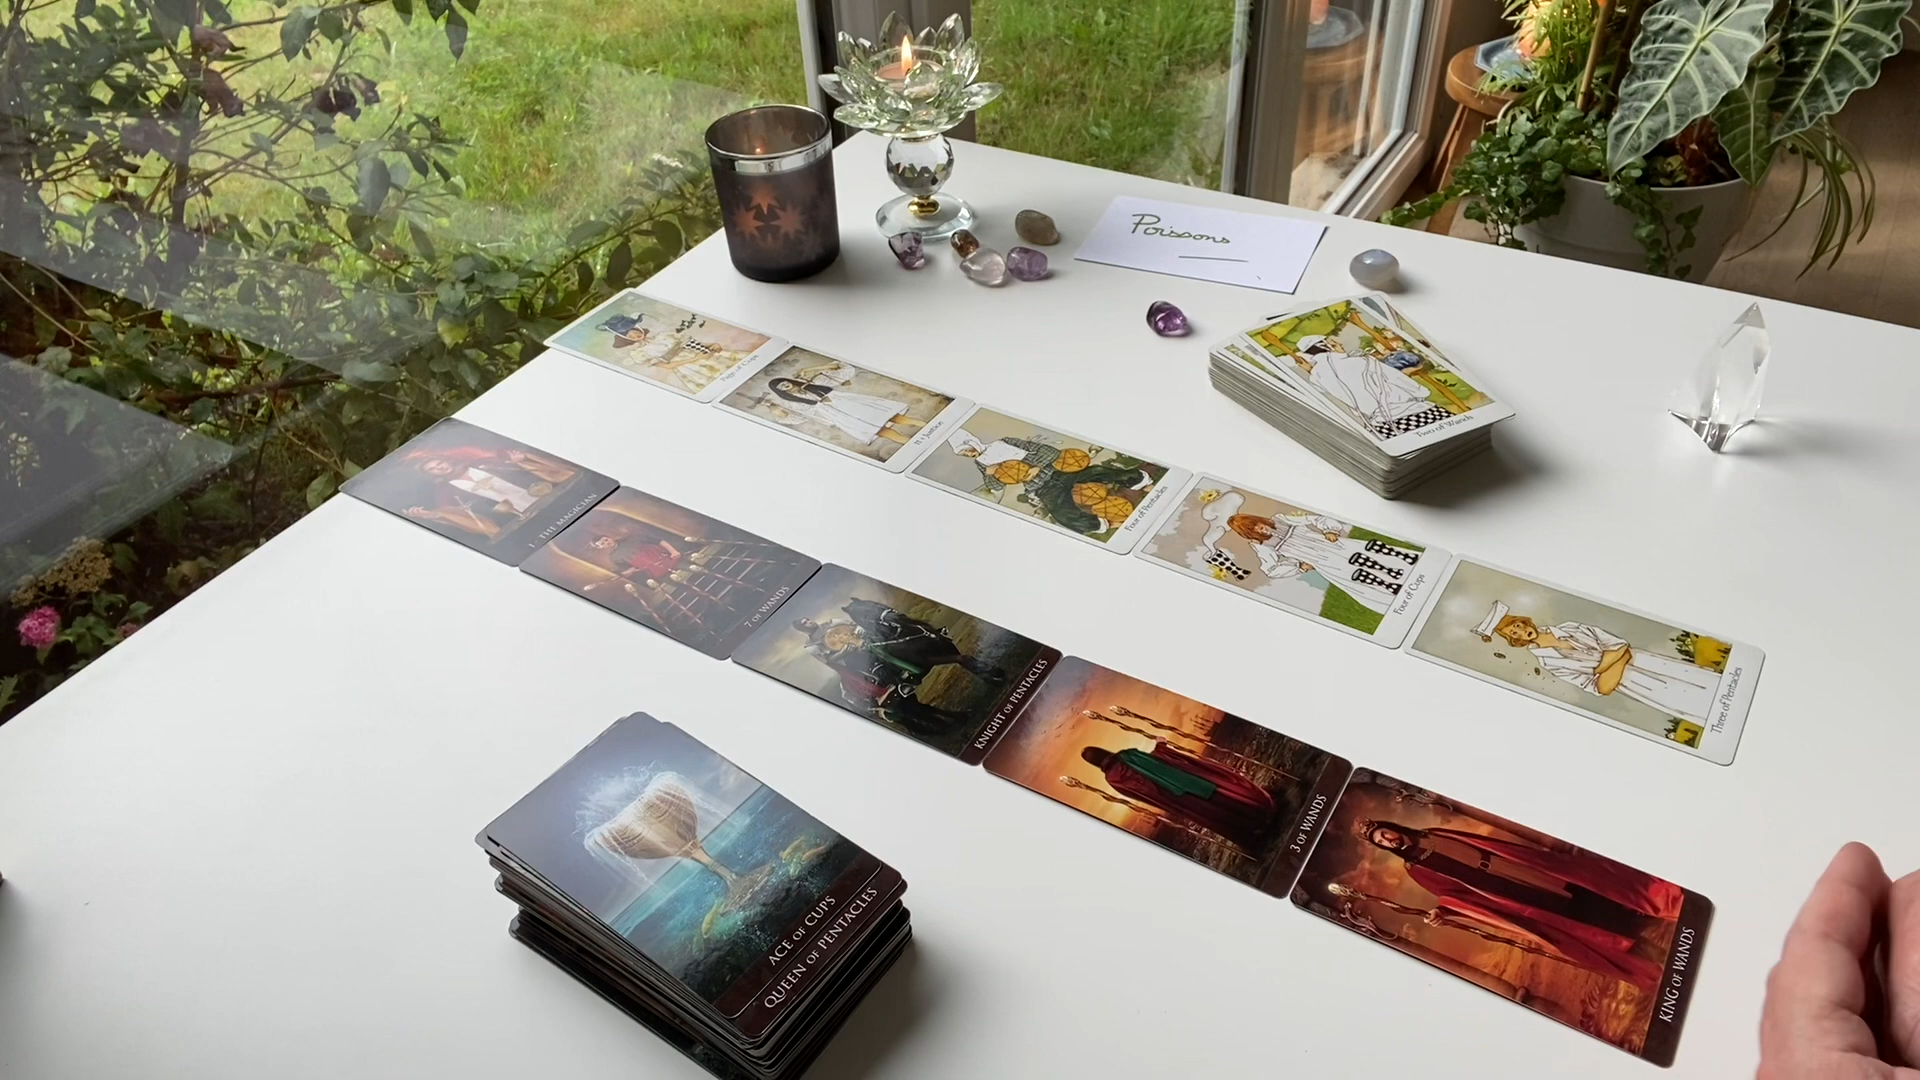 Poissons
Two of Wands
Page of Cups
11 · Justice
Four of Pentacles
Four of Cups
Three of Pentacles
I - THE MAGICIAN
7 OF WANDS
KNIGHT OF PENTACLES
3 OF WANDS
KING OF WANDS
ACE OF CUPS
QUEEN OF PENTACLES